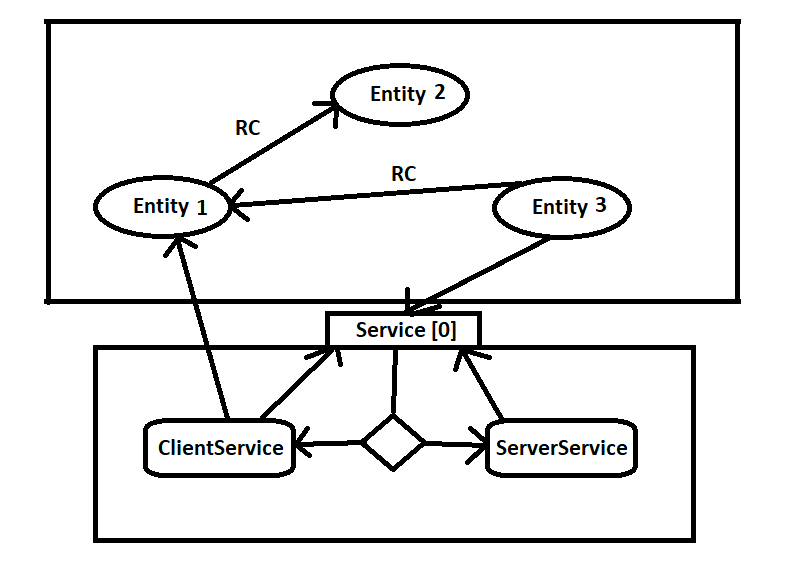 Entity 2
RC
RC
Entity 1
Entity 3
Service [0]
ClientService
ServerService